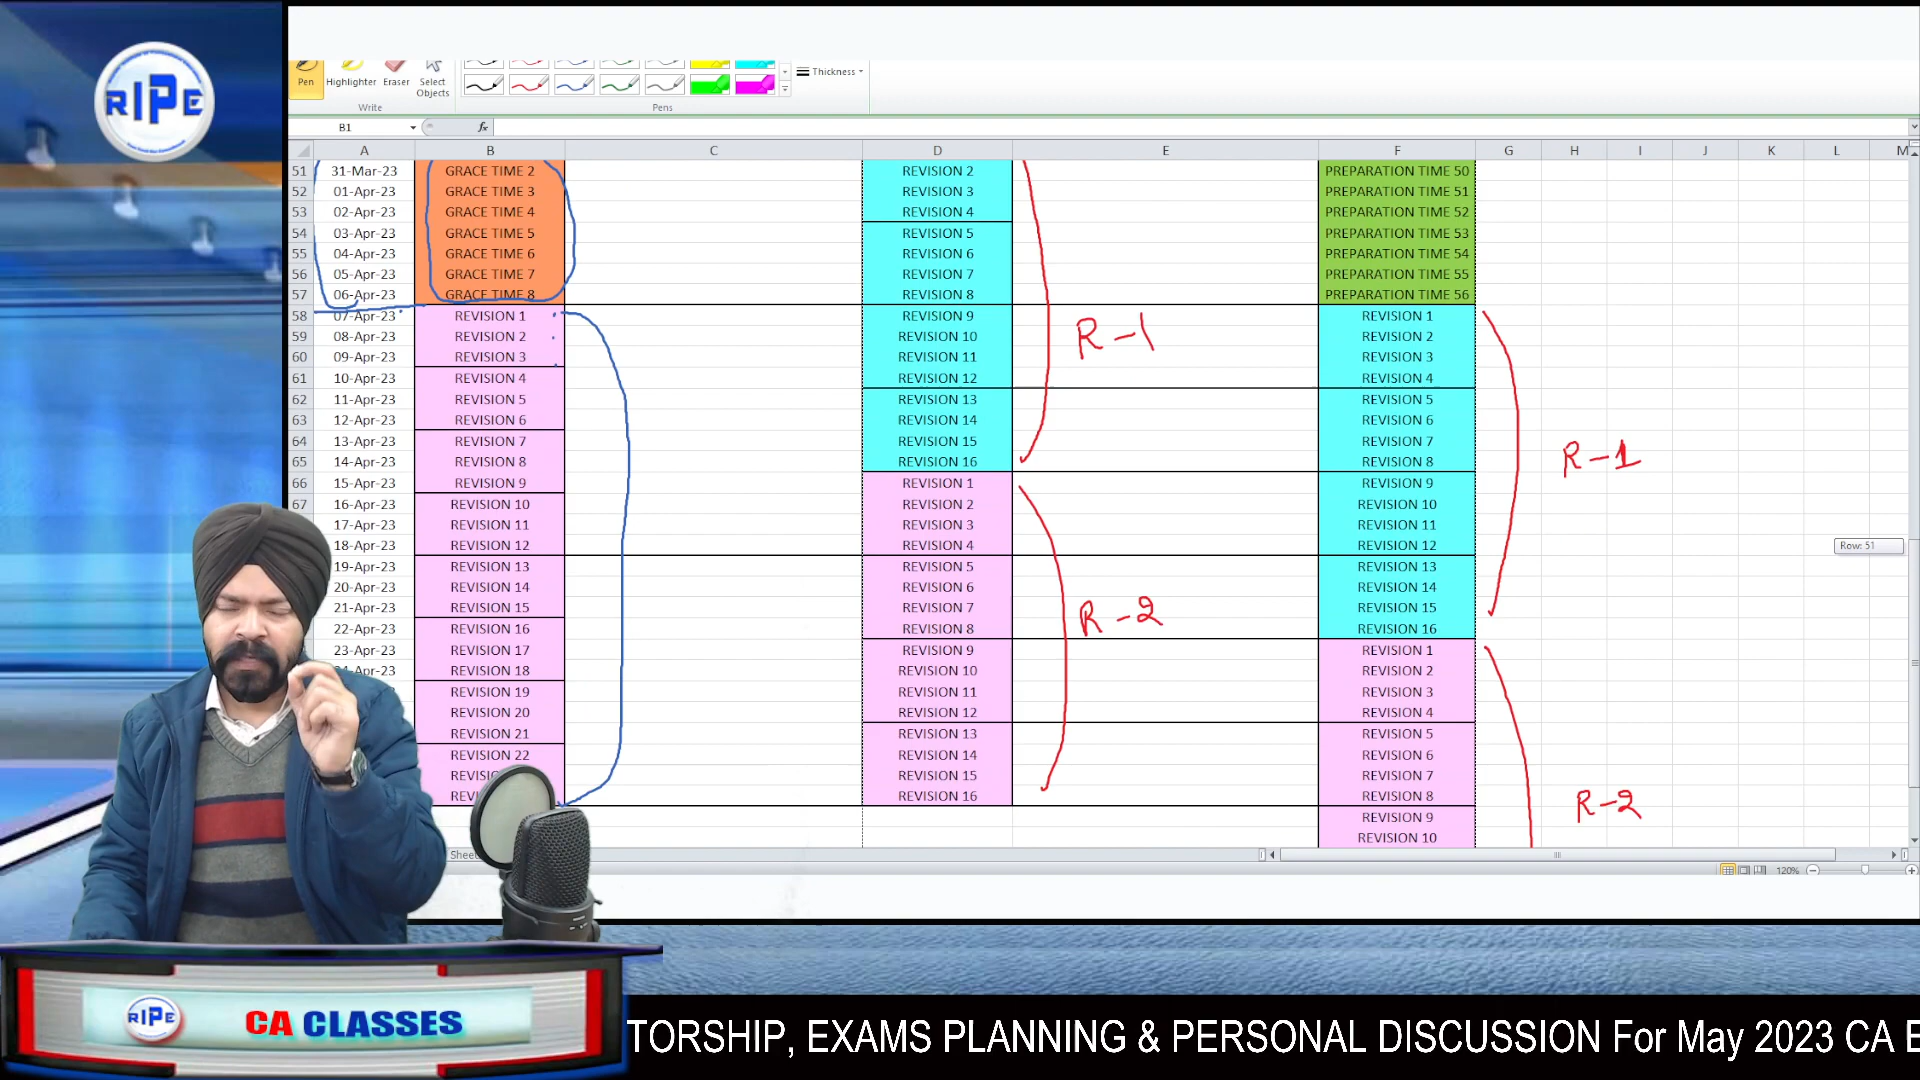 RIPE
Pen Highlighter Eraser Select Objects
Thickness
Write Pens
B1 fx
A B C D E F G H I J K L M
51 31-Mar-23 GRACE TIME 2 REVISION 2 PREPARATION TIME 50
52 01-Apr-23 GRACE TIME 3 REVISION 3 PREPARATION TIME 51
53 02-Apr-23 GRACE TIME 4 REVISION 4 PREPARATION TIME 52
54 03-Apr-23 GRACE TIME 5 REVISION 5 PREPARATION TIME 53
55 04-Apr-23 GRACE TIME 6 REVISION 6 PREPARATION TIME 54
56 05-Apr-23 GRACE TIME 7 REVISION 7 PREPARATION TIME 55
57 06-Apr-23 GRACE TIME 8 REVISION 8 PREPARATION TIME 56
58 07-Apr-23 REVISION 1 REVISION 9 REVISION 1
59 08-Apr-23 REVISION 2 REVISION 10 R-1 REVISION 2
60 09-Apr-23 REVISION 3 REVISION 11 REVISION 3
61 10-Apr-23 REVISION 4 REVISION 12 REVISION 4
62 11-Apr-23 REVISION 5 REVISION 13 REVISION 5
63 12-Apr-23 REVISION 6 REVISION 14 REVISION 6
64 13-Apr-23 REVISION 7 REVISION 15 REVISION 7
65 14-Apr-23 REVISION 8 REVISION 16 REVISION 8 R-1
66 15-Apr-23 REVISION 9 REVISION 1 REVISION 9
67 16-Apr-23 REVISION 10 REVISION 2 REVISION 10
17-Apr-23 REVISION 11 REVISION 3 REVISION 11
18-Apr-23 REVISION 12 REVISION 4 REVISION 12 Row: 51
19-Apr-23 REVISION 13 REVISION 5 REVISION 13
20-Apr-23 REVISION 14 REVISION 6 REVISION 14
21-Apr-23 REVISION 15 REVISION 7 R-2 REVISION 15
22-Apr-23 REVISION 16 REVISION 8 REVISION 16
23-Apr-23 REVISION 17 REVISION 9 REVISION 1
REVISION 18 REVISION 10 REVISION 2
REVISION 19 REVISION 11 REVISION 3
REVISION 20 REVISION 12 REVISION 4
REVISION 21 REVISION 13 REVISION 5
REVISION 22 REVISION 14 REVISION 6
REVISION 15 REVISION 7
REVISION 16 REVISION 8 R-2
REVISION 9
REVISION 10
120%
RIPE CA CLASSES
TORSHIP, EXAMS PLANNING & PERSONAL DISCUSSION For May 2023 CA E